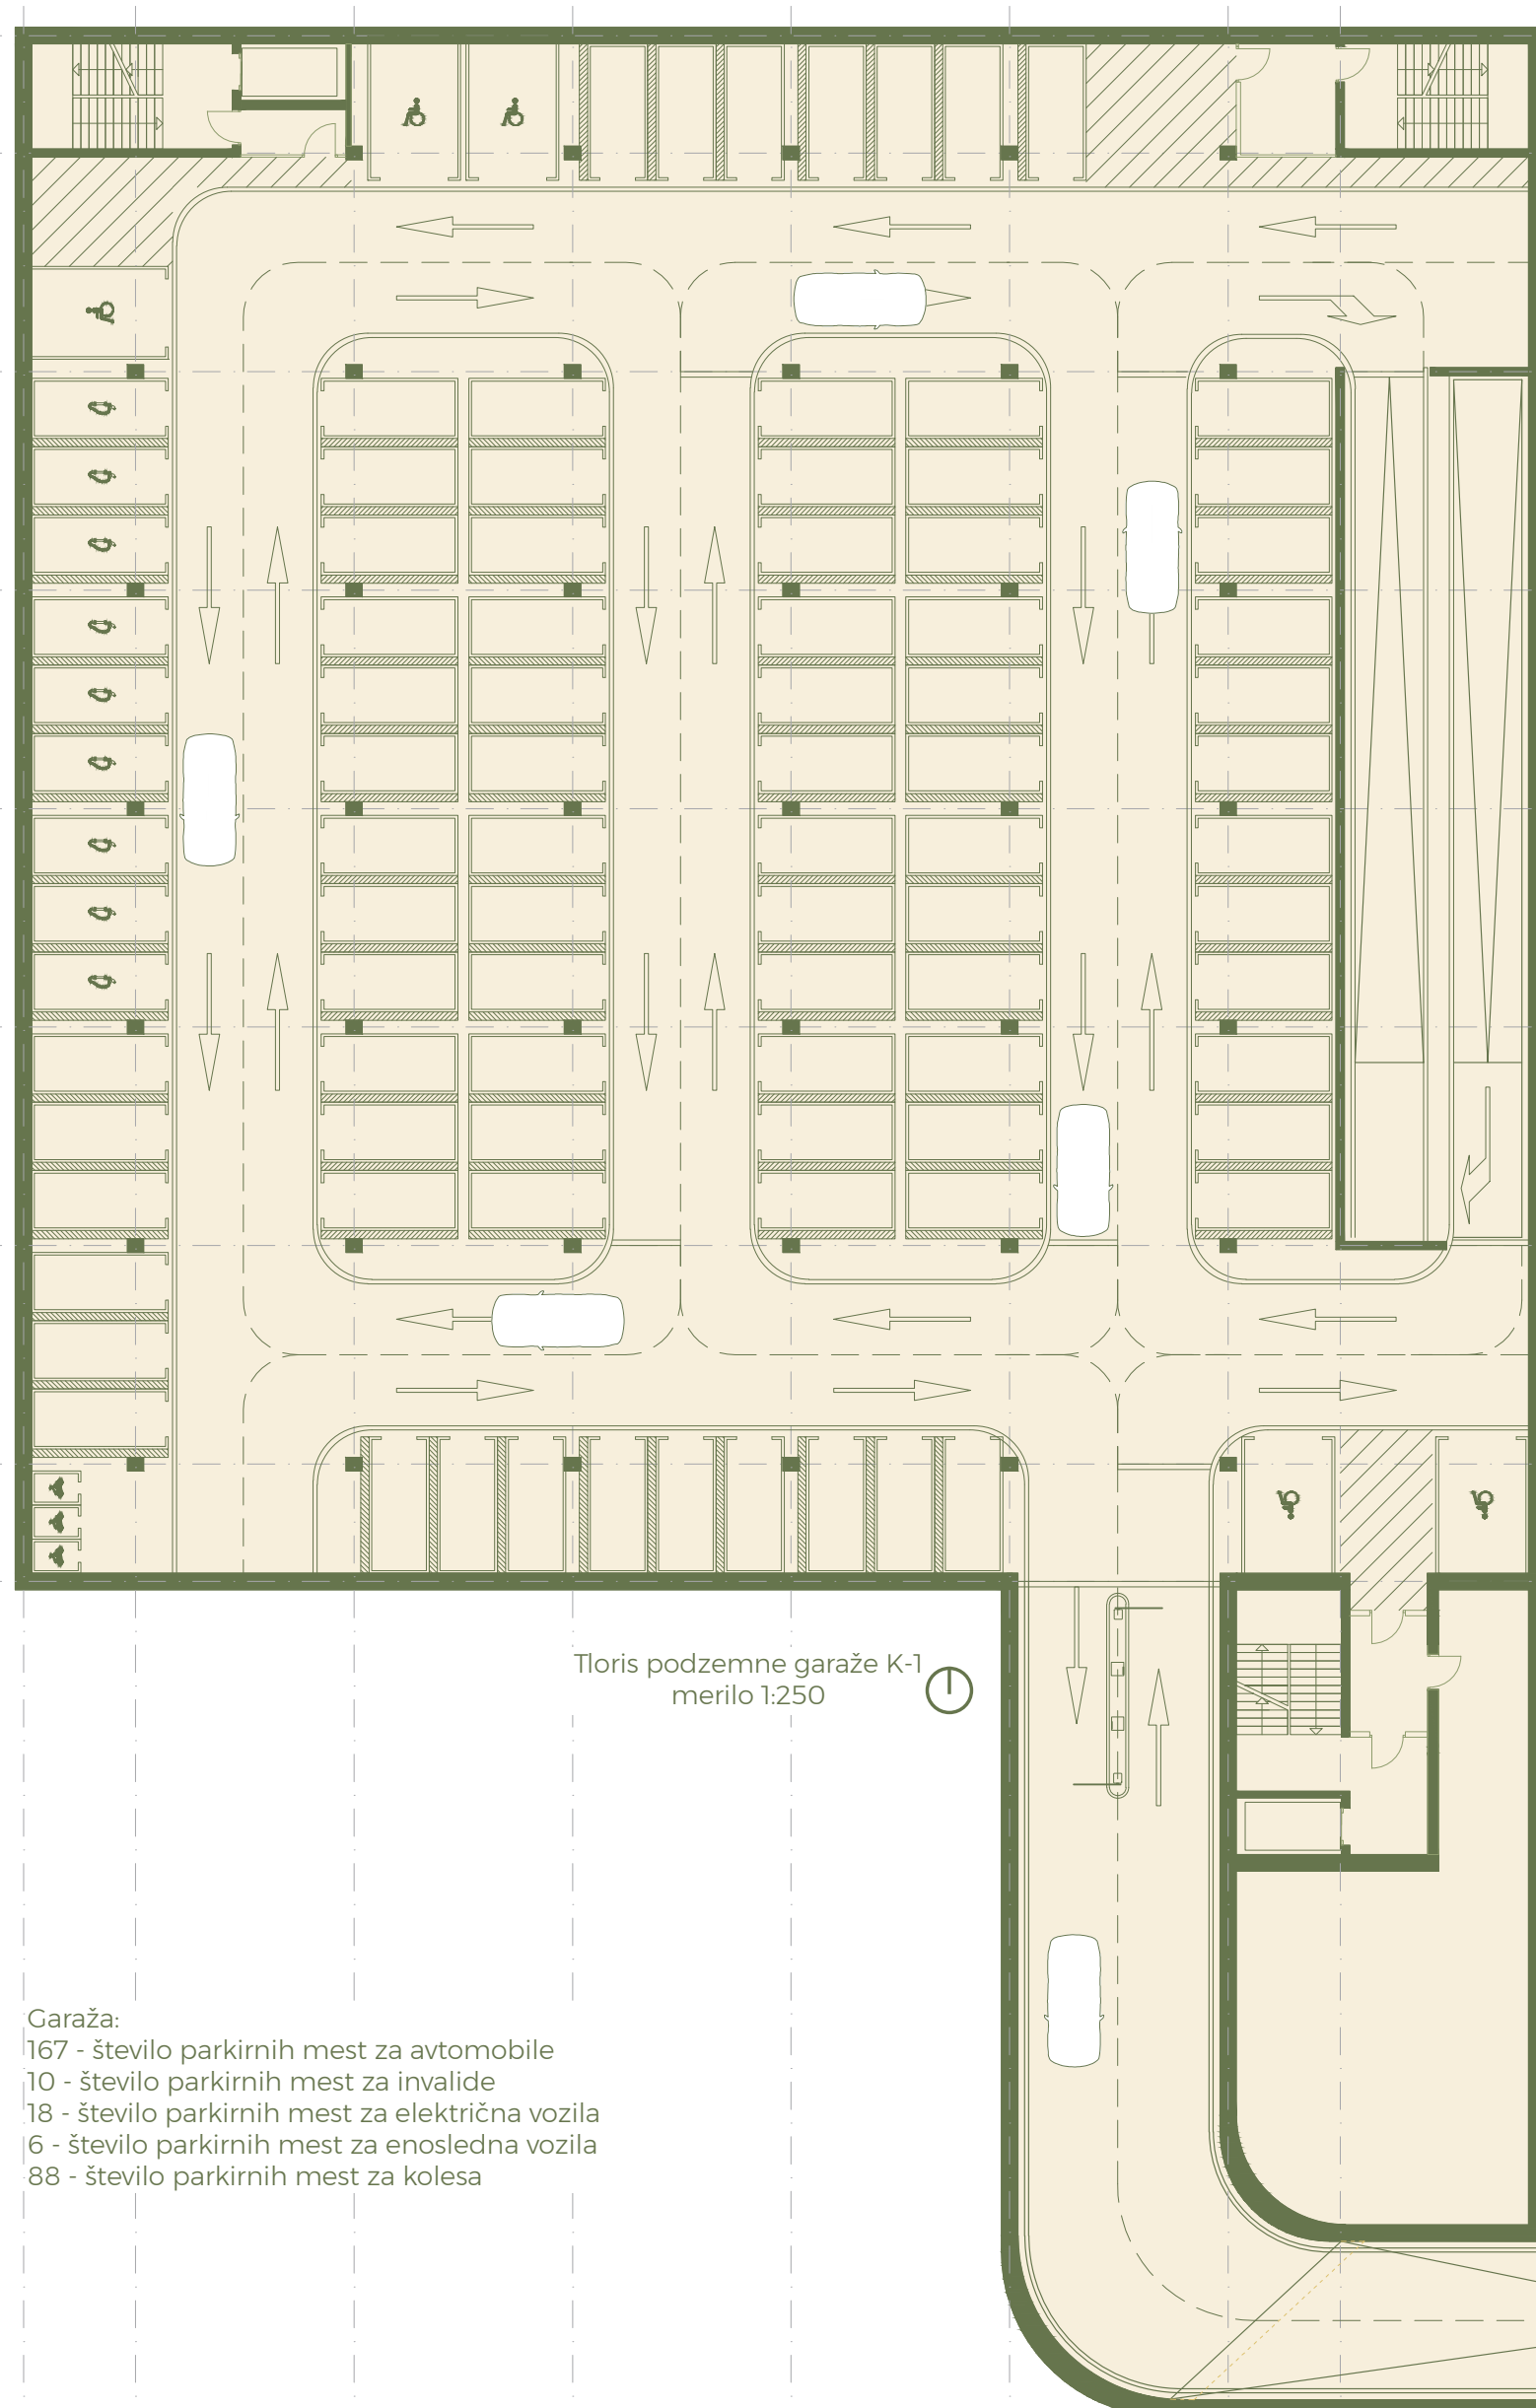 Tloris podzemne garaže K-1
merilo 1:250
Garaža:
167 - število parkirnih mest za avtomobile
10 - število parkirnih mest za invalide
18 - število parkirnih mest za električna vozila
6 - število parkirnih mest za enosledna vozila
88 - število parkirnih mest za kolesa